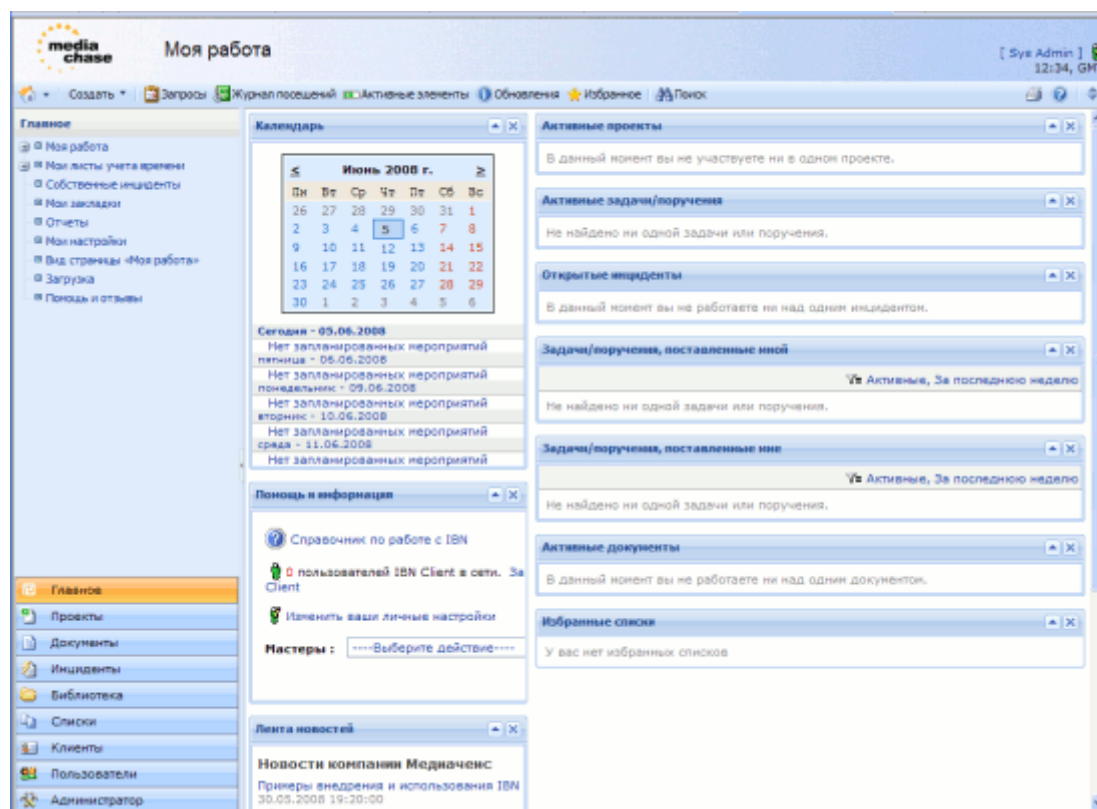 media
chase
Моя работа
[ Sys Admin ]
12:34, GM
Создать
Запросы
Журнал посещений
Активные элементы
Обновления
Избранное
Поиск
Главное
Моя работа
Мои листы учета времени
Собственные инциденты
Мои закладки
Отчеты
Мои настройки
Вид страницы «Моя работа»
Загрузка
Помощь и отзывы
Главное
Проекты
Документы
Инциденты
Библиотека
Списки
Клиенты
Пользователи
Администратор
Календарь
≤ Июнь 2008 г. ≥
Пн Вт Ср Чт Пт Сб Вс
26 27 28 29 30 31 1
2 3 4 5 6 7 8
9 10 11 12 13 14 15
16 17 18 19 20 21 22
23 24 25 26 27 28 29
30 1 2 3 4 5 6
Сегодня - 05.06.2008
Нет запланированных мероприятий
пятница - 06.06.2008
Нет запланированных мероприятий
понедельник - 09.06.2008
Нет запланированных мероприятий
вторник - 10.06.2008
Нет запланированных мероприятий
среда - 11.06.2008
Нет запланированных мероприятий
Помощь и информация
Справочник по работе с IBN
0 пользователей IBN Client в сети. За
Client
Изменить ваши личные настройки
Мастеры : ----Выберите действие----
Лента новостей
Новости компании Медиачейс
Примеры внедрения и использования IBN
30.05.2008 19:20:00
Активные проекты
В данный момент вы не участвуете ни в одном проекте.
Активные задачи/поручения
Не найдено ни одной задачи или поручения.
Открытые инциденты
В данный момент вы не работаете ни над одним инцидентом.
Задачи/поручения, поставленные мной
Активные, За последнюю неделю
Не найдено ни одной задачи или поручения.
Задачи/поручения, поставленные мне
Активные, За последнюю неделю
Не найдено ни одной задачи или поручения.
Активные документы
В данный момент вы не работаете ни над одним документом.
Избранные списки
У вас нет избранных списков